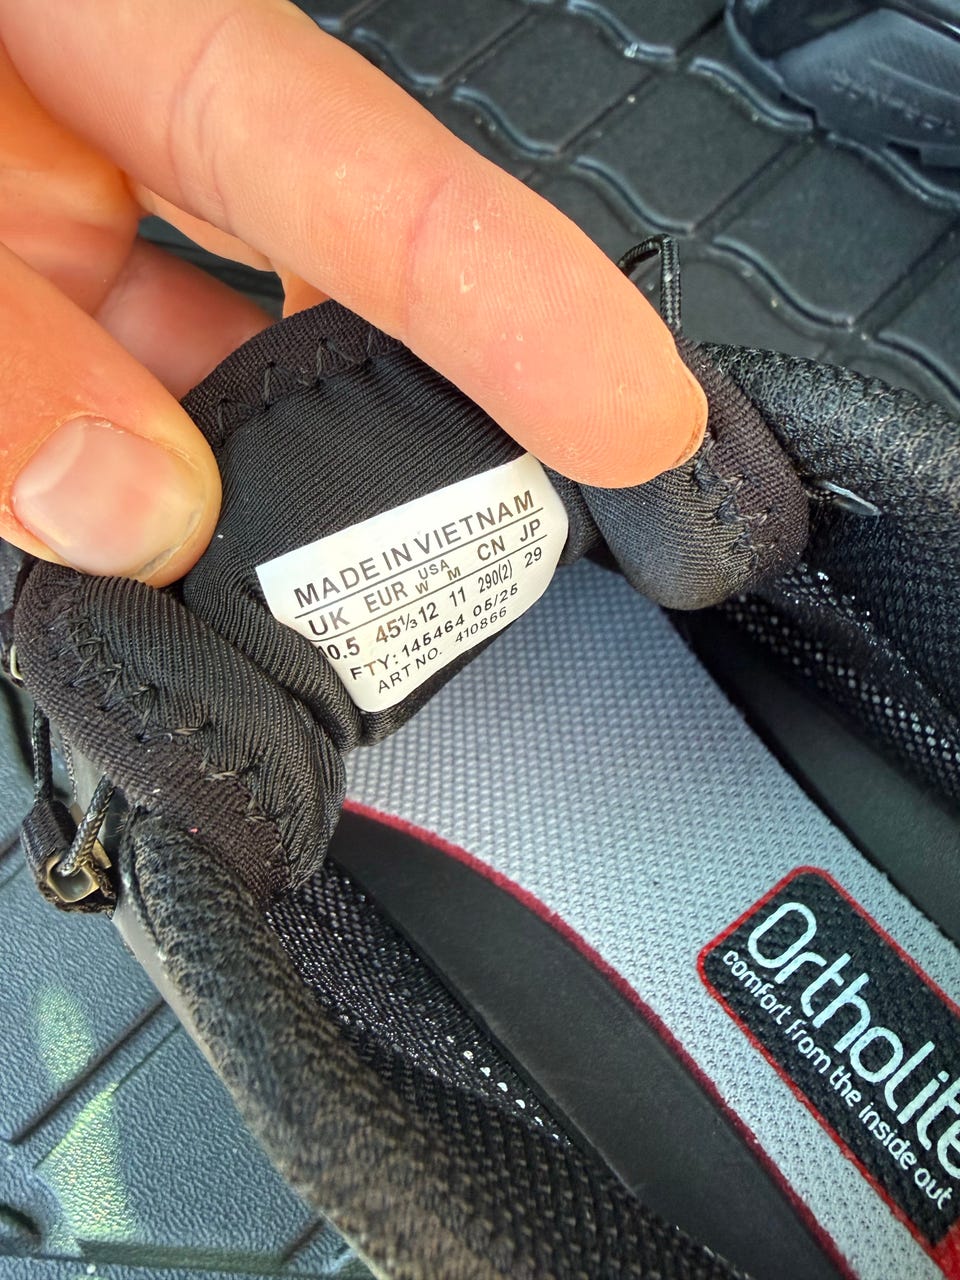 MADE IN VIETNAM
UK EUR USA CN JP
W M
10.5 45⅓ 12 11 290(2) 29
FTY: 145464 05/25
ART NO. 410866
Ortholite
comfort from the inside out